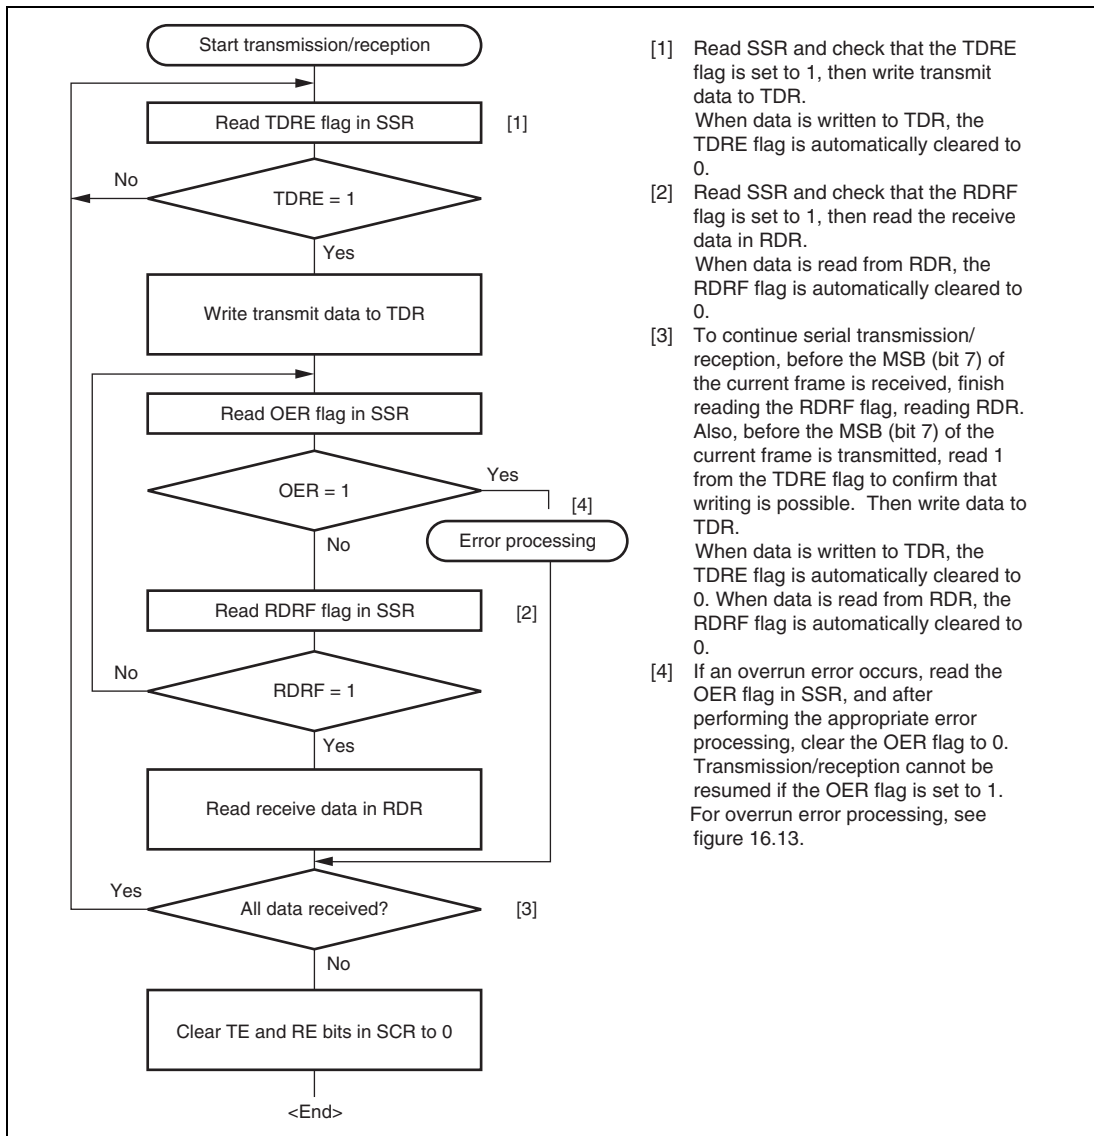 Start transmission/reception
Read TDRE flag in SSR
[1]
No
TDRE = 1
Yes
Write transmit data to TDR
Read OER flag in SSR
OER = 1
Yes
[4]
Error processing
No
Read RDRF flag in SSR
[2]
No
RDRF = 1
Yes
Read receive data in RDR
Yes
All data received?
[3]
No
Clear TE and RE bits in SCR to 0
<End>
[1] Read SSR and check that the TDRE
flag is set to 1, then write transmit
data to TDR.
When data is written to TDR, the
TDRE flag is automatically cleared to
0.
[2] Read SSR and check that the RDRF
flag is set to 1, then read the receive
data in RDR.
When data is read from RDR, the
RDRF flag is automatically cleared to
0.
[3] To continue serial transmission/
reception, before the MSB (bit 7) of
the current frame is received, finish
reading the RDRF flag, reading RDR.
Also, before the MSB (bit 7) of the
current frame is transmitted, read 1
from the TDRE flag to confirm that
writing is possible. Then write data to
TDR.
When data is written to TDR, the
TDRE flag is automatically cleared to
0. When data is read from RDR, the
RDRF flag is automatically cleared to
0.
[4] If an overrun error occurs, read the
OER flag in SSR, and after
performing the appropriate error
processing, clear the OER flag to 0.
Transmission/reception cannot be
resumed if the OER flag is set to 1.
For overrun error processing, see
figure 16.13.